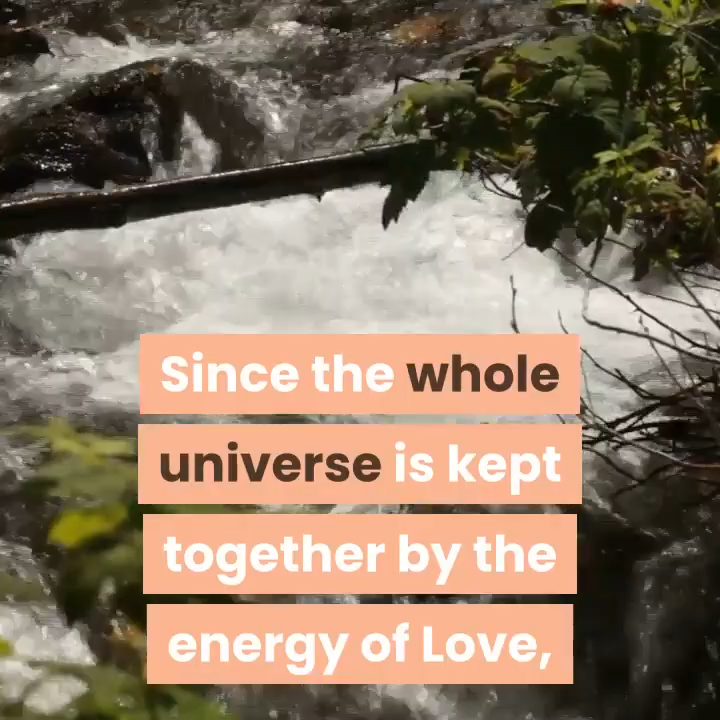 Since the whole
universe is kept
together by the
energy of Love,